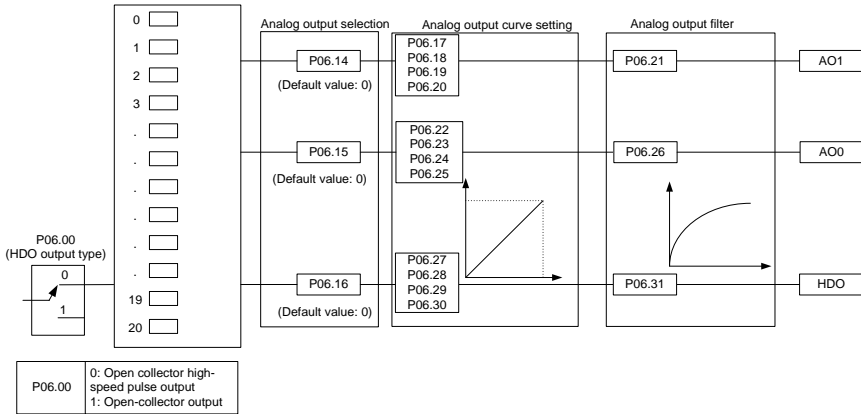 Analog output selection
Analog output curve setting
Analog output filter
0
1
2
3
.
.
.
.
.
.
19
20
P06.14
(Default value: 0)
P06.17
P06.18
P06.19
P06.20
P06.21
AO1
P06.15
(Default value: 0)
P06.22
P06.23
P06.24
P06.25
P06.26
AO0
P06.00
(HDO output type)
0
1
P06.16
(Default value: 0)
P06.27
P06.28
P06.29
P06.30
P06.31
HDO
P06.00
0: Open collector high-
speed pulse output
1: Open-collector output